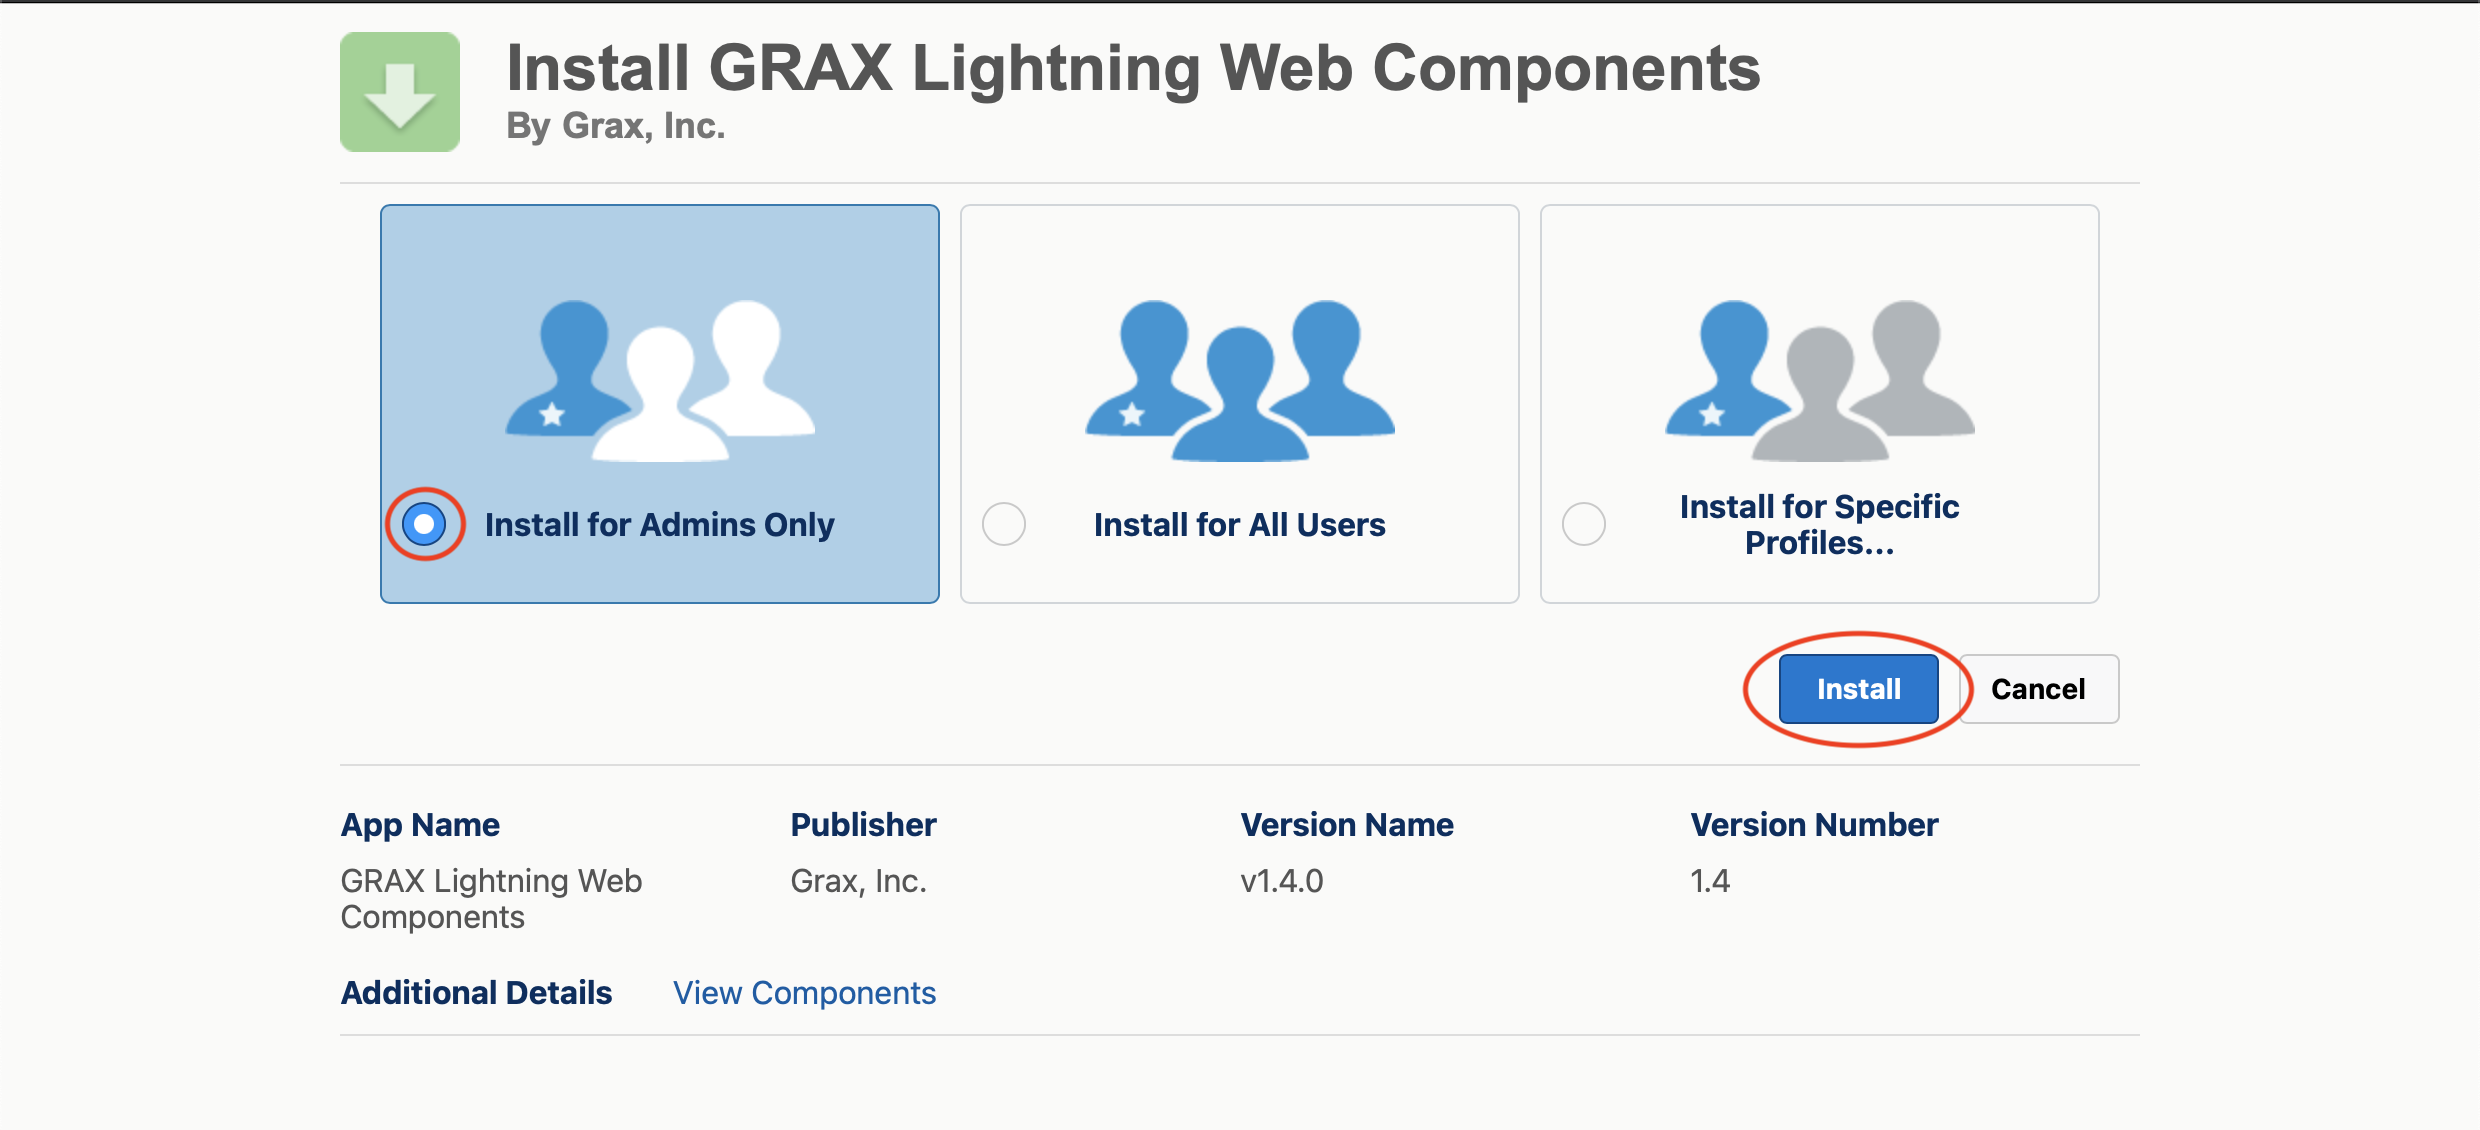 Install GRAX Lightning Web Components
By Grax, Inc.
Install for Admins Only
Install for All Users
Install for Specific
Profiles...
Install
Cancel
App Name
Publisher
Version Name
Version Number
GRAX Lightning Web
Components
Grax, Inc.
v1.4.0
1.4
Additional Details
View Components